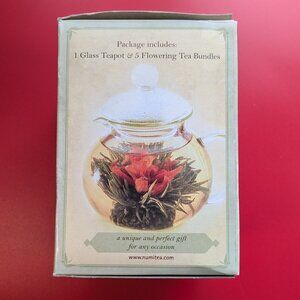 Package includes:
1 Glass Teapot & 5 Flowering Tea Bundles
a unique and perfect gift
for any occasion
www.numitea.com